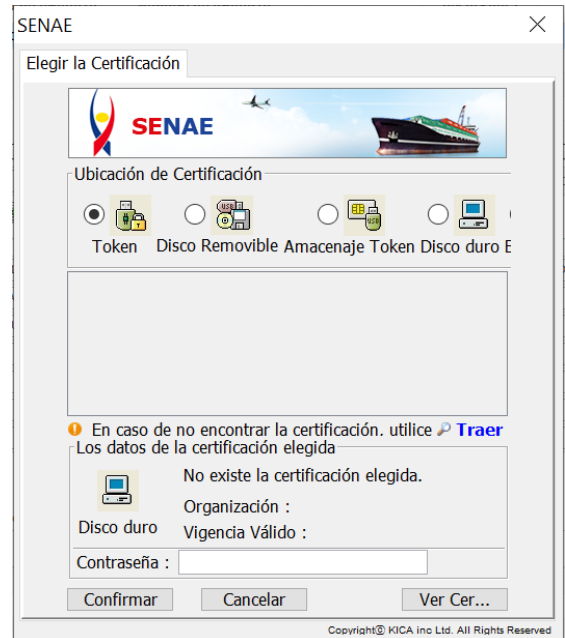 SENAE
Elegir la Certificación
SENAE
Ubicación de Certificación
Token Disco Removible Amacenaje Token Disco duro E
En caso de no encontrar la certificación. utilice Traer
Los datos de la certificación elegida
No existe la certificación elegida.
Organización :
Disco duro
Vigencia Válido :
Contraseña :
Confirmar Cancelar Ver Cer...
Copyright© KICA inc Ltd. All Rights Reserved